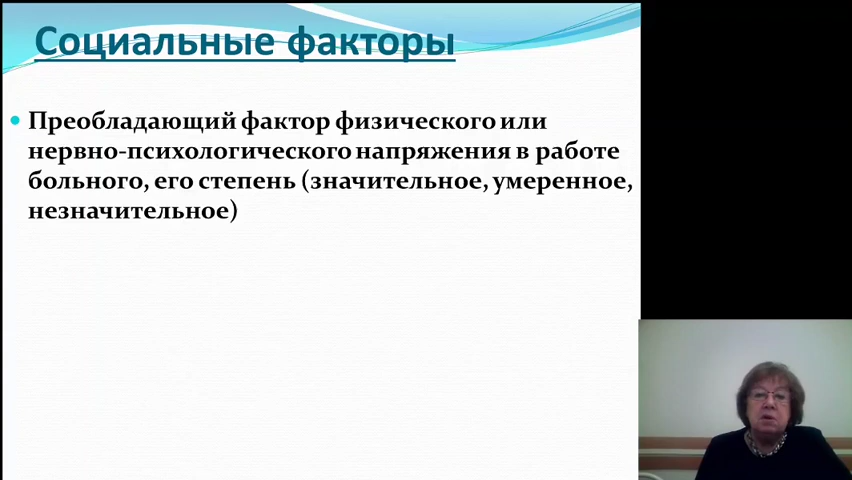 Социальные факторы
Преобладающий фактор физического или
нервно-психологического напряжения в работе
больного, его степень (значительное, умеренное,
незначительное)